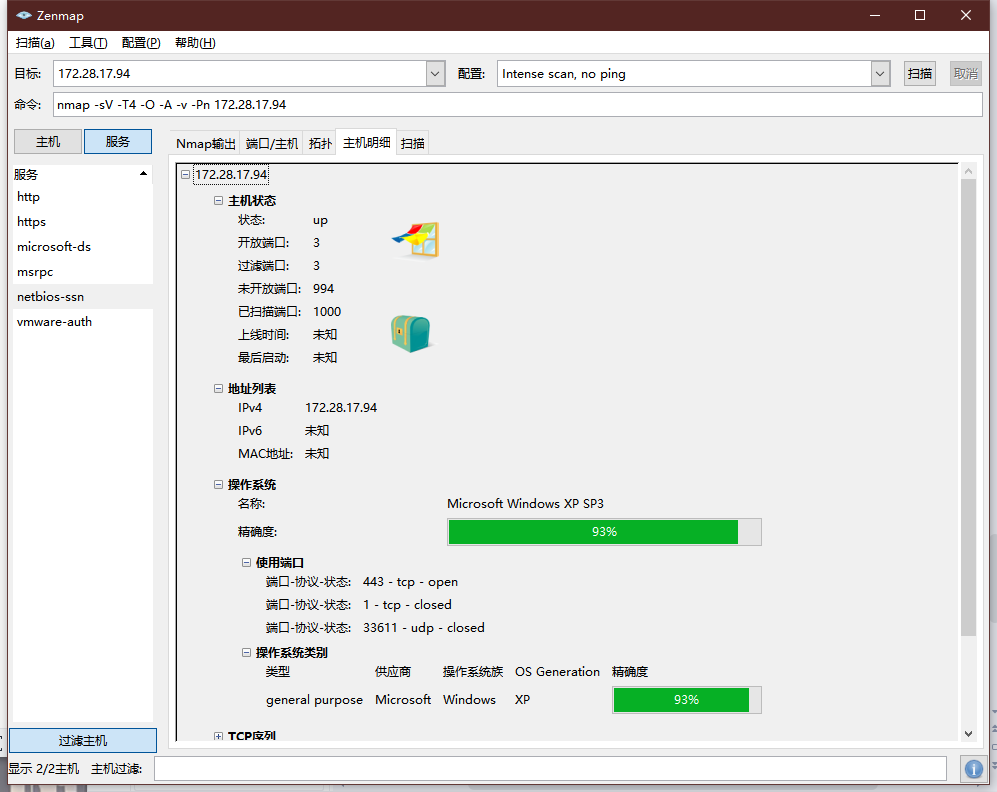 Zenmap
扫描(a) 工具(T) 配置(P) 帮助(H)
目标: 172.28.17.94 配置: Intense scan, no ping 扫描 取消
命令: nmap -sV -T4 -O -A -v -Pn 172.28.17.94
主机 服务 Nmap输出 端口/主机 拓扑 主机明细 扫描
服务
http
https
microsoft-ds
msrpc
netbios-ssn
vmware-auth
172.28.17.94
主机状态
状态: up
开放端口: 3
过滤端口: 3
未开放端口: 994
已扫描端口: 1000
上线时间: 未知
最后启动: 未知
地址列表
IPv4 172.28.17.94
IPv6 未知
MAC地址: 未知
操作系统
名称: Microsoft Windows XP SP3
精确度: 93%
使用端口
端口-协议-状态: 443 - tcp - open
端口-协议-状态: 1 - tcp - closed
端口-协议-状态: 33611 - udp - closed
操作系统类别
类型 供应商 操作系统族 OS Generation 精确度
general purpose Microsoft Windows XP 93%
TCP序列
过滤主机
显示 2/2主机 主机过滤: